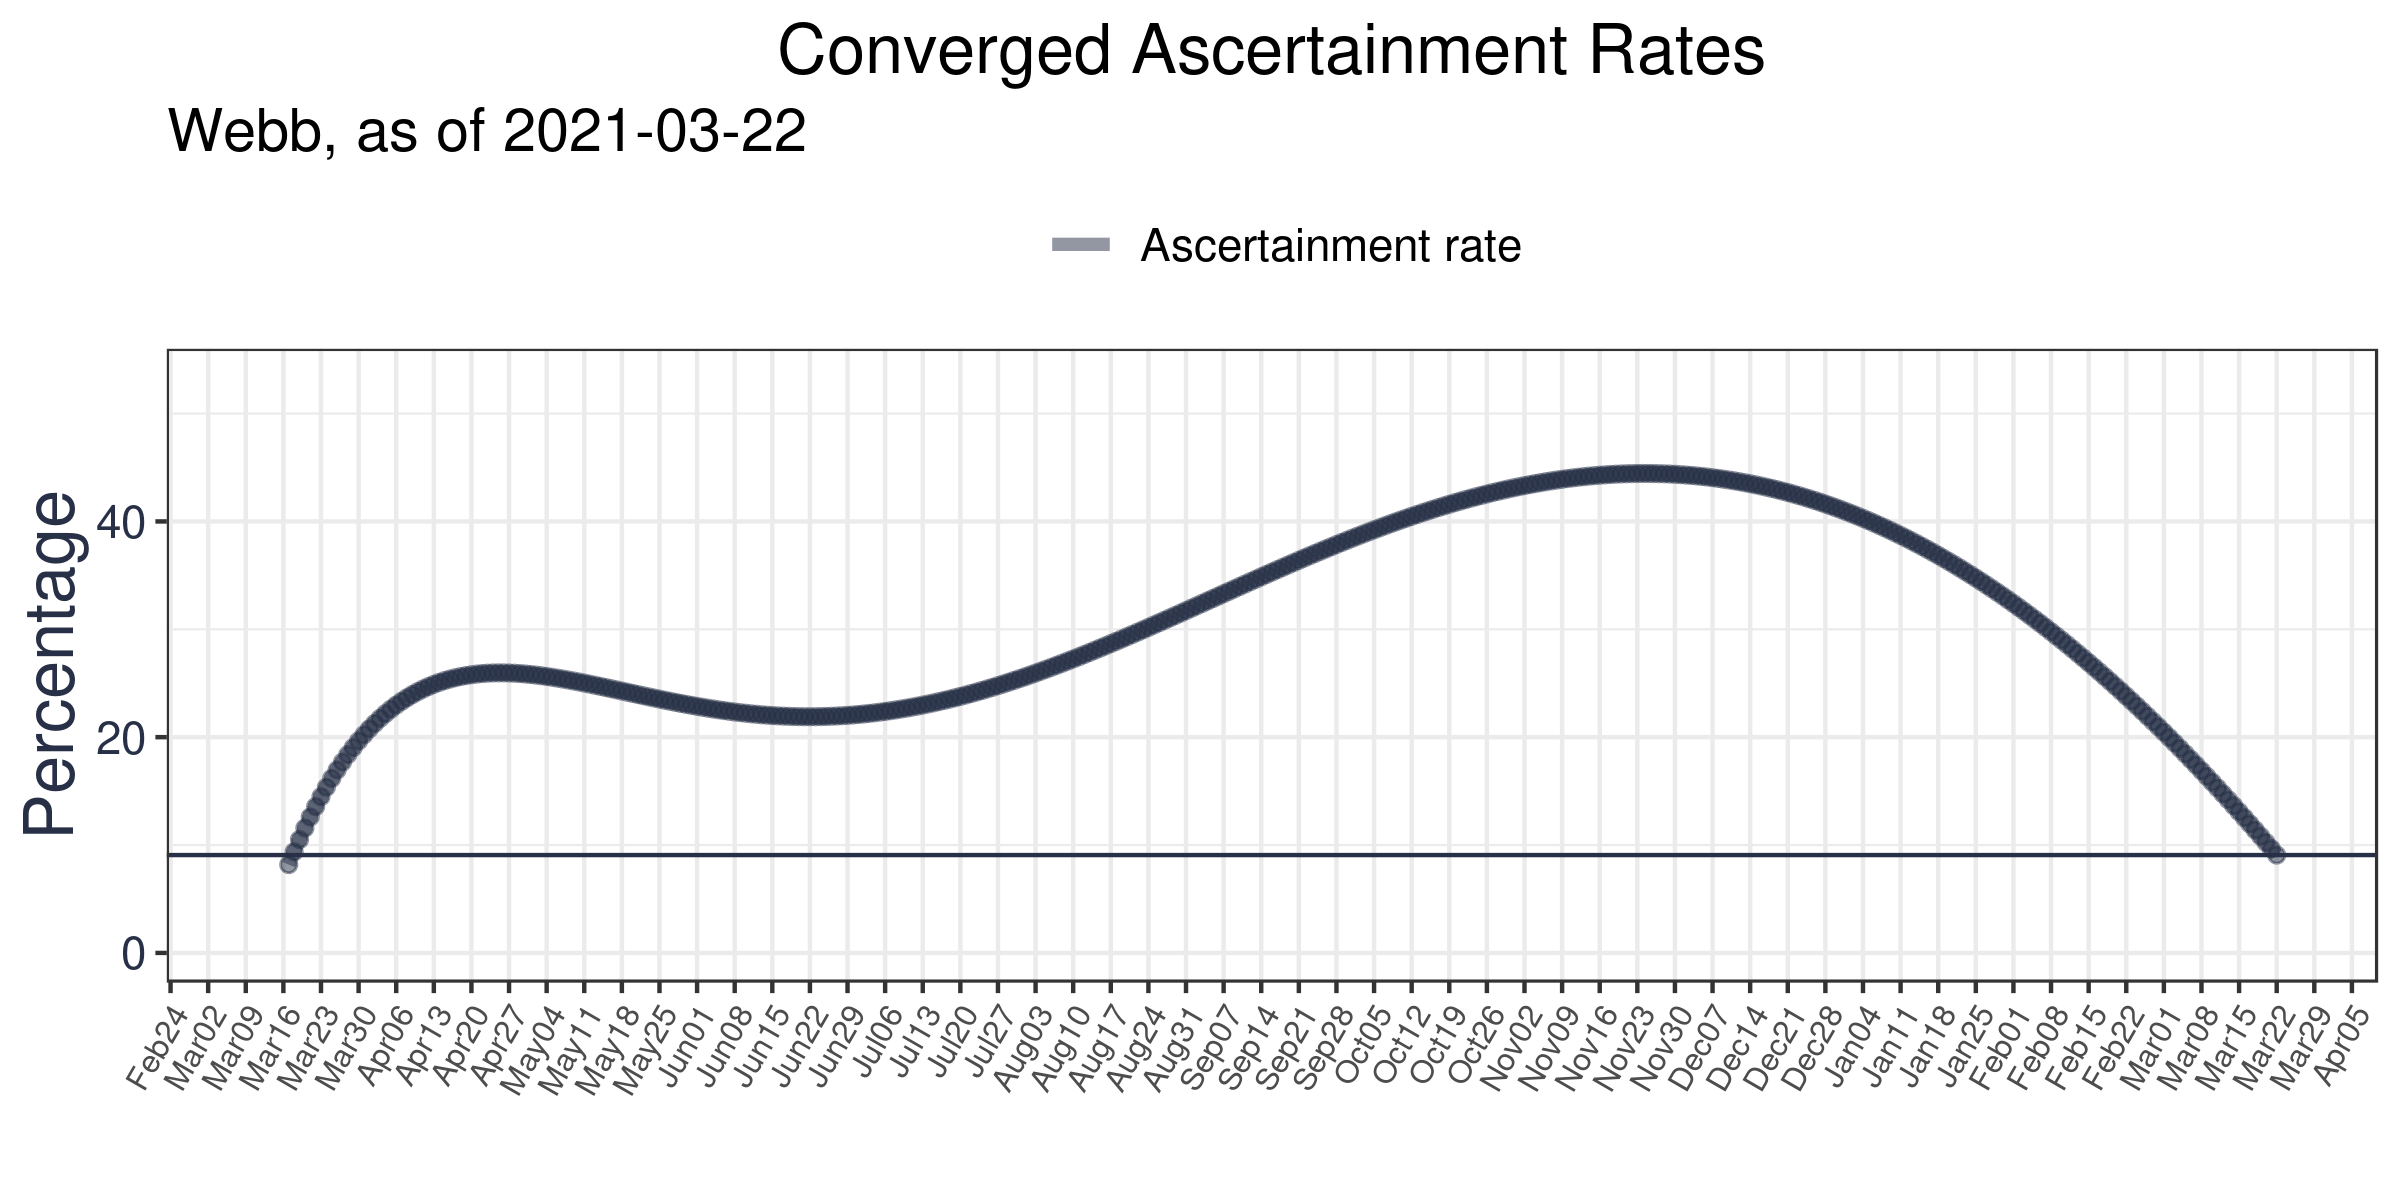 Converged Ascertainment Rates
Webb, as of 2021-03-22
Ascertainment rate
Percentage
40
20
0
Feb24
Mar02
Mar09
Mar16
Mar23
Mar30
Apr06
Apr13
Apr20
Apr27
May04
May11
May18
May25
Jun01
Jun08
Jun15
Jun22
Jun29
Jul06
Jul13
Jul20
Jul27
Aug03
Aug10
Aug17
Aug24
Aug31
Sep07
Sep14
Sep21
Sep28
Oct05
Oct12
Oct19
Oct26
Nov02
Nov09
Nov16
Nov23
Nov30
Dec07
Dec14
Dec21
Dec28
Jan04
Jan11
Jan18
Jan25
Feb01
Feb08
Feb15
Feb22
Mar01
Mar08
Mar15
Mar22
Mar29
Apr05